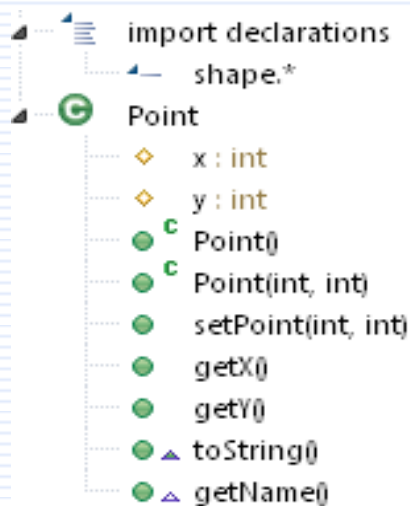 import declarations
shape.*
C Point
x : int
y : int
C Point()
C Point(int, int)
setPoint(int, int)
getX()
getY()
toString()
getName()